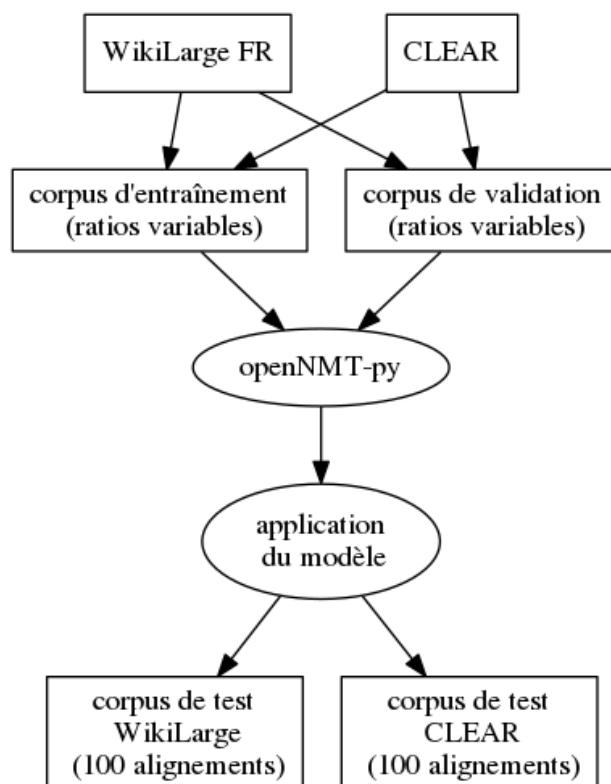 WikiLarge FR
CLEAR
corpus d'entraînement
(ratios variables)
corpus de validation
(ratios variables)
openNMT-py
application
du modèle
corpus de test
WikiLarge
(100 alignements)
corpus de test
CLEAR
(100 alignements)